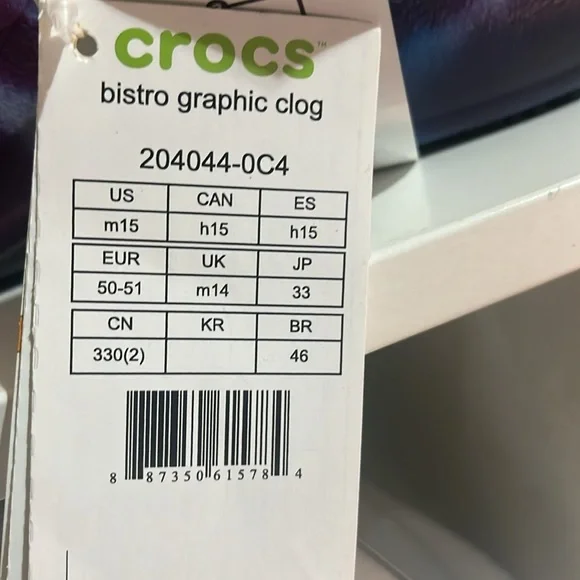 crocs™
bistro graphic clog
204044-0C4
US CAN ES
m15 h15 h15
EUR UK JP
50-51 m14 33
CN KR BR
330(2) 46
8 87350 61578 4